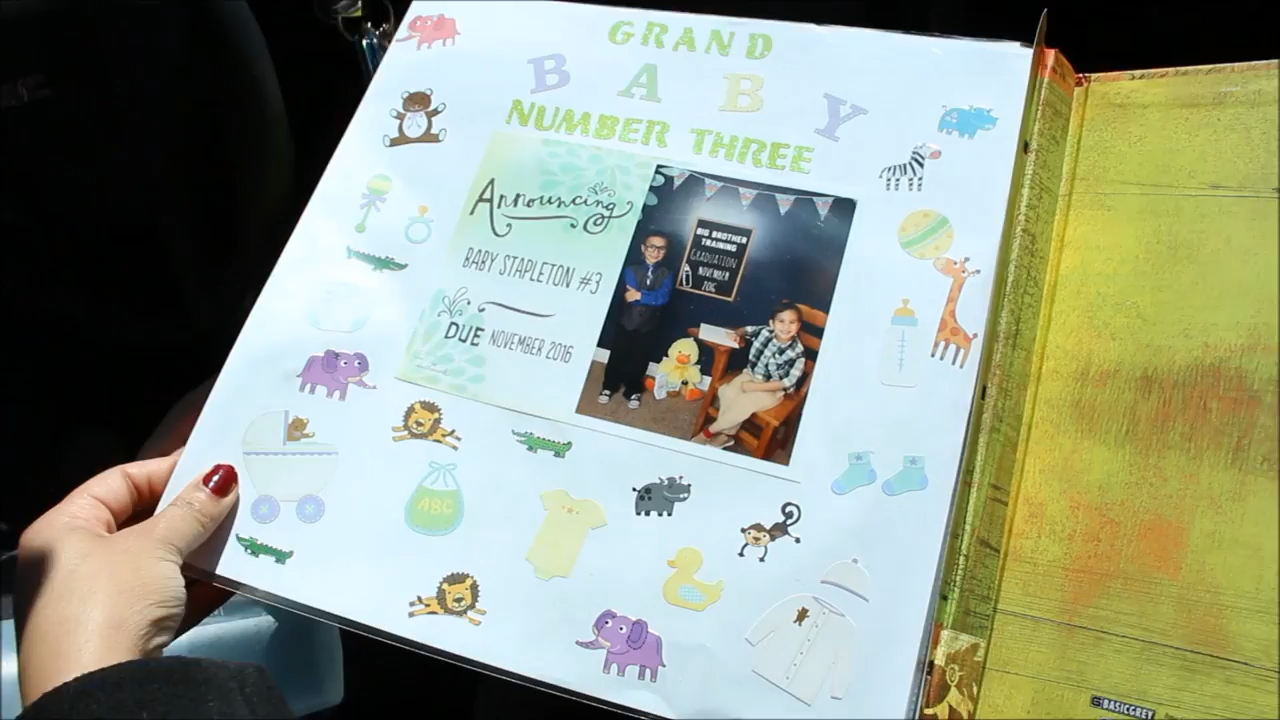 GRAND
BABY
NUMBER THREE
Announcing
BABY STAPLETON #3
DUE NOVEMBER 2016
BIG BROTHER
TRAINING
GRADUATION
NOVEMBER
2016
ABC
BASICGREY